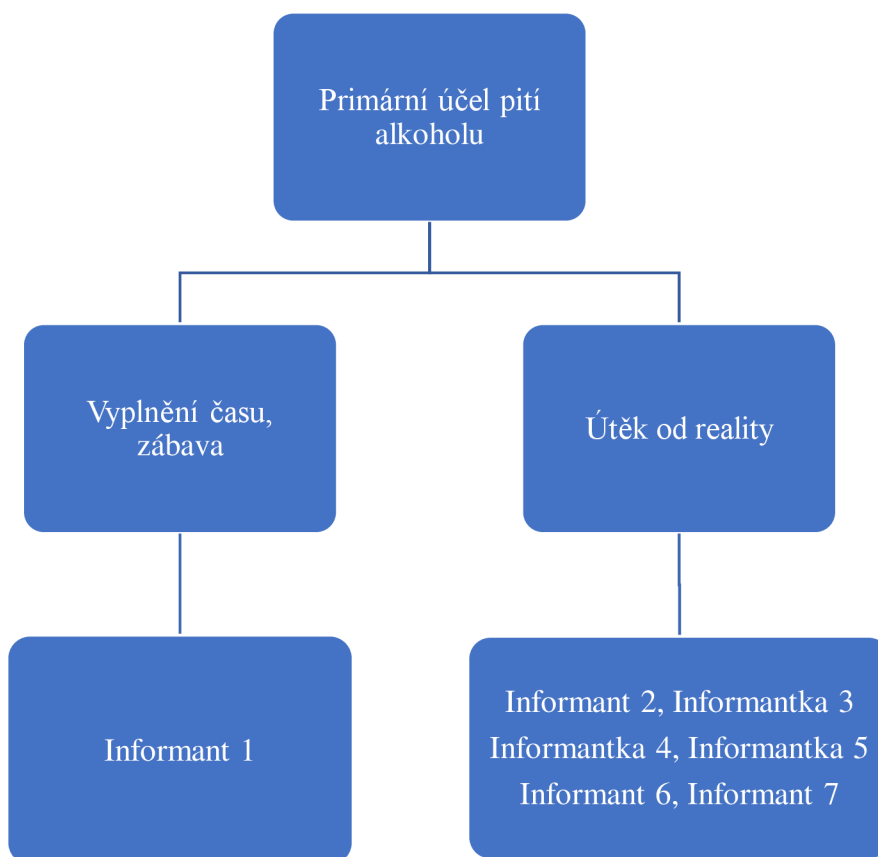 Primární účel pití
alkoholu
Vyplnění času,
zábava
Útěk od reality
Informant 1
Informant 2, Informantka 3
Informantka 4, Informantka 5
Informant 6, Informant 7